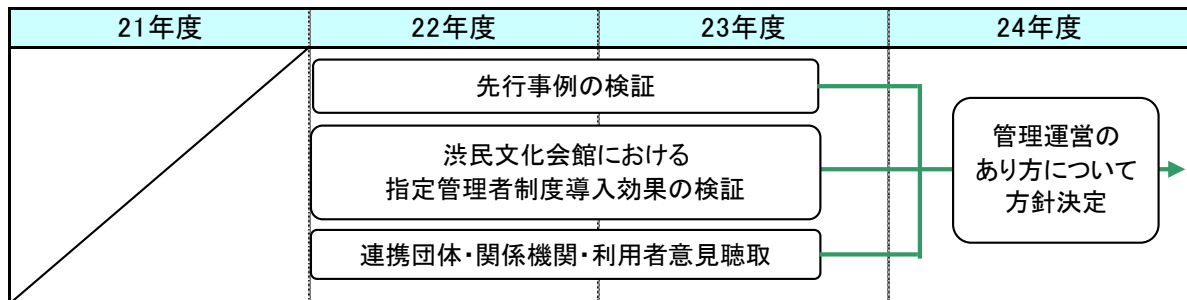 21年度
22年度
23年度
24年度
先行事例の検証
渋民文化会館における
指定管理者制度導入効果の検証
連携団体・関係機関・利用者意見聴取
管理運営の
あり方について
方針決定